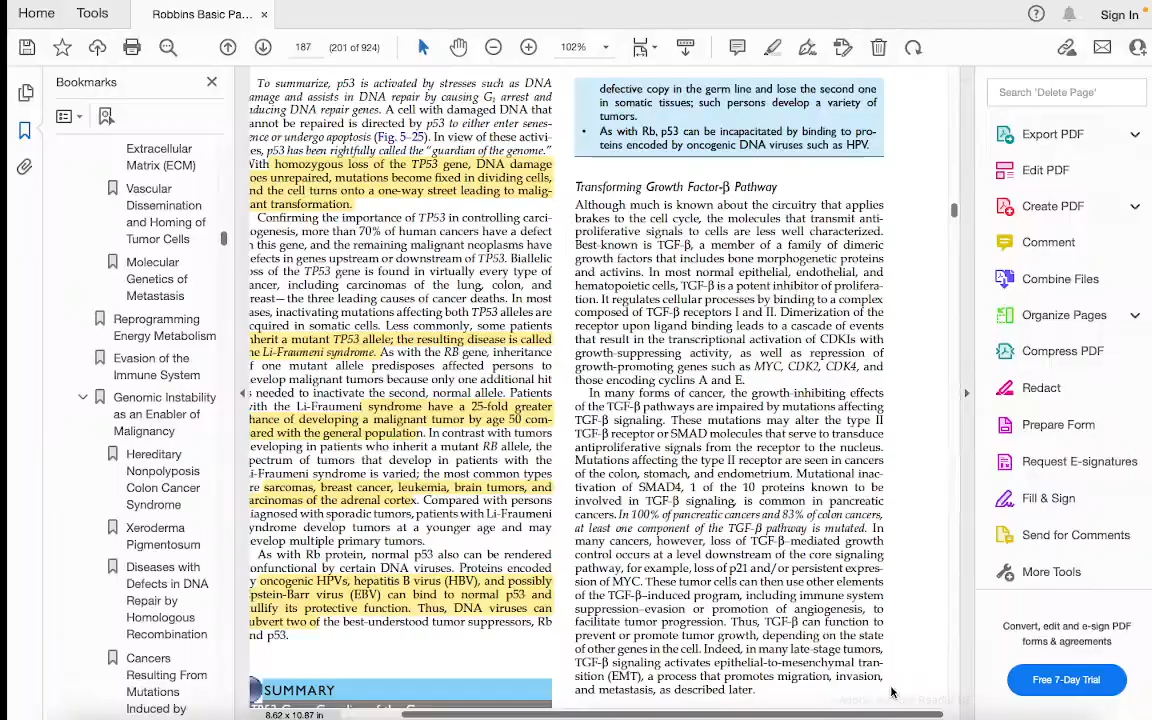 Home
Tools
Robbins Basic Pa...
Sign In
187
(201 of 924)
102%
Bookmarks
Extracellular
Matrix (ECM)
Vascular
Dissemination
and Homing of
Tumor Cells
Molecular
Genetics of
Metastasis
Reprogramming
Energy Metabolism
Evasion of the
Immune System
Genomic Instability
as an Enabler of
Malignancy
Hereditary
Nonpolyposis
Colon Cancer
Syndrome
Xeroderma
Pigmentosum
Diseases with
Defects in DNA
Repair by
Homologous
Recombination
Cancers
Resulting From
Mutations
Induced by
To summarize, p53 is activated by stresses such as DNA
amage and assists in DNA repair by causing G₁ arrest and
ducing DNA repair genes. A cell with damaged DNA that
annot be repaired is directed by p53 to either enter senes-
ence or undergo apoptosis (Fig. 5–25). In view of these activi-
es, p53 has been rightfully called the “guardian of the genome.”
With homozygous loss of the TP53 gene, DNA damage
oes unrepaired, mutations become fixed in dividing cells,
nd the cell turns onto a one-way street leading to malig-
ant transformation.
Confirming the importance of TP53 in controlling carci-
ogenesis, more than 70% of human cancers have a defect
n this gene, and the remaining malignant neoplasms have
efects in genes upstream or downstream of TP53. Biallelic
oss of the TP53 gene is found in virtually every type of
ancer, including carcinomas of the lung, colon, and
reast—the three leading causes of cancer deaths. In most
ases, inactivating mutations affecting both TP53 alleles are
cquired in somatic cells. Less commonly, some patients
nherit a mutant TP53 allele; the resulting disease is called
he Li-Fraumeni syndrome. As with the RB gene, inheritance
f one mutant allele predisposes affected persons to
evelop malignant tumors because only one additional hit
s needed to inactivate the second, normal allele. Patients
with the Li-Fraumeni syndrome have a 25-fold greater
hance of developing a malignant tumor by age 50 com-
ared with the general population. In contrast with tumors
eveloping in patients who inherit a mutant RB allele, the
pectrum of tumors that develop in patients with the
i-Fraumeni syndrome is varied; the most common types
re sarcomas, breast cancer, leukemia, brain tumors, and
arcinomas of the adrenal cortex. Compared with persons
iagnosed with sporadic tumors, patients with Li-Fraumeni
yndrome develop tumors at a younger age and may
evelop multiple primary tumors.
As with Rb protein, normal p53 also can be rendered
onfunctional by certain DNA viruses. Proteins encoded
y oncogenic HPVs, hepatitis B virus (HBV), and possibly
pstein-Barr virus (EBV) can bind to normal p53 and
ullify its protective function. Thus, DNA viruses can
ubvert two of the best-understood tumor suppressors, Rb
nd p53.
SUMMARY
8.62 x 10.87 in
defective copy in the germ line and lose the second one
in somatic tissues; such persons develop a variety of
tumors.
• As with Rb, p53 can be incapacitated by binding to pro-
teins encoded by oncogenic DNA viruses such as HPV.
Transforming Growth Factor-β Pathway
Although much is known about the circuitry that applies
brakes to the cell cycle, the molecules that transmit anti-
proliferative signals to cells are less well characterized.
Best-known is TGF-β, a member of a family of dimeric
growth factors that includes bone morphogenetic proteins
and activins. In most normal epithelial, endothelial, and
hematopoietic cells, TGF-β is a potent inhibitor of prolifera-
tion. It regulates cellular processes by binding to a complex
composed of TGF-β receptors I and II. Dimerization of the
receptor upon ligand binding leads to a cascade of events
that result in the transcriptional activation of CDKIs with
growth-suppressing activity, as well as repression of
growth-promoting genes such as MYC, CDK2, CDK4, and
those encoding cyclins A and E.
In many forms of cancer, the growth-inhibiting effects
of the TGF-β pathways are impaired by mutations affecting
TGF-β signaling. These mutations may alter the type II
TGF-β receptor or SMAD molecules that serve to transduce
antiproliferative signals from the receptor to the nucleus.
Mutations affecting the type II receptor are seen in cancers
of the colon, stomach, and endometrium. Mutational inac-
tivation of SMAD4, 1 of the 10 proteins known to be
involved in TGF-β signaling, is common in pancreatic
cancers. In 100% of pancreatic cancers and 83% of colon cancers,
at least one component of the TGF-β pathway is mutated. In
many cancers, however, loss of TGF-β–mediated growth
control occurs at a level downstream of the core signaling
pathway, for example, loss of p21 and/or persistent expres-
sion of MYC. These tumor cells can then use other elements
of the TGF-β–induced program, including immune system
suppression–evasion or promotion of angiogenesis, to
facilitate tumor progression. Thus, TGF-β can function to
prevent or promote tumor growth, depending on the state
of other genes in the cell. Indeed, in many late-stage tumors,
TGF-β signaling activates epithelial-to-mesenchymal tran-
sition (EMT), a process that promotes migration, invasion,
and metastasis, as described later.
Search 'Delete Page'
Export PDF
Edit PDF
Create PDF
Comment
Combine Files
Organize Pages
Compress PDF
Redact
Prepare Form
Request E-signatures
Fill & Sign
Send for Comments
More Tools
Convert, edit and e-sign PDF
forms & agreements
Free 7-Day Trial